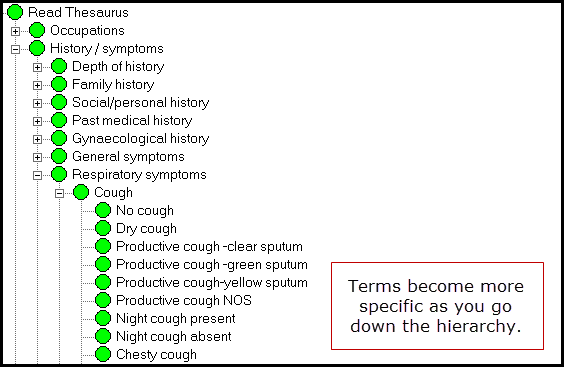 Read Thesaurus
Occupations
History / symptoms
Depth of history
Family history
Social/personal history
Past medical history
Gynaecological history
General symptoms
Respiratory symptoms
Cough
No cough
Dry cough
Productive cough -clear sputum
Productive cough -green sputum
Productive cough-yellow sputum
Productive cough NOS
Night cough present
Night cough absent
Chesty cough
Terms become more
specific as you go
down the hierarchy.